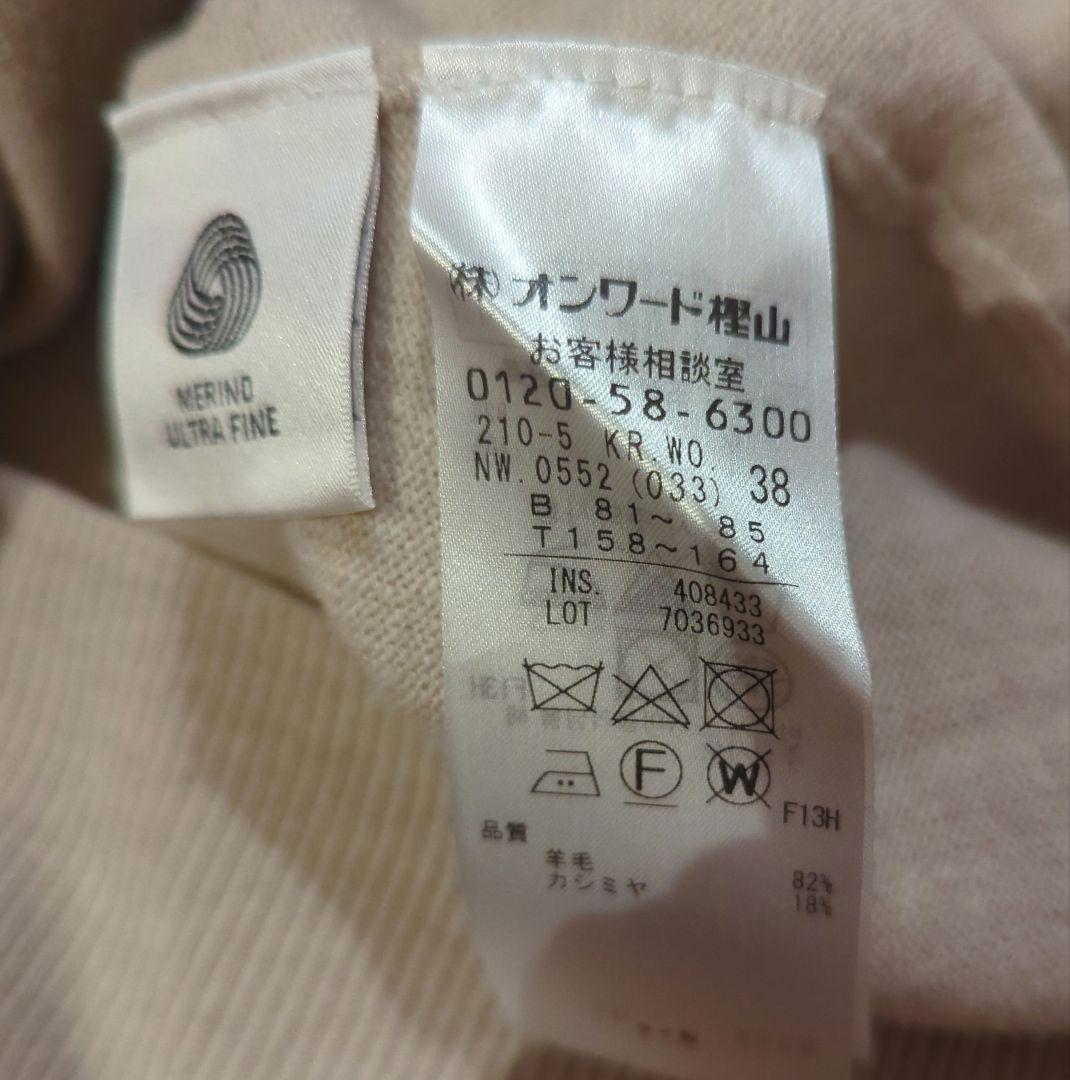 MERINO
ULTRA FINE
㈱ オンワード樫山
お客様相談室
0120-58-6300
210-5 KR WO.
NW.0552 (033) 38
B 81~ 85
T158~164
INS. 408433
LOT 7036933
F
W
F13H
品質
羊毛 82%
カシミヤ 18%